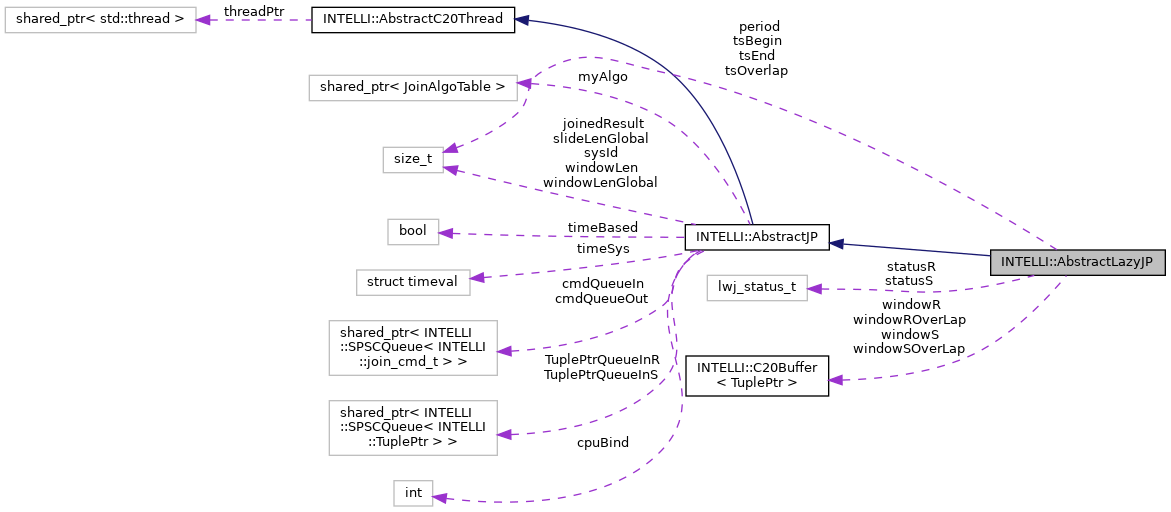 shared_ptr< std::thread >
threadPtr
INTELLI::AbstractC20Thread
period
tsBegin
tsEnd
tsOverlap
shared_ptr< JoinAlgoTable >
myAlgo
joinedResult
slideLenGlobal
sysId
windowLen
windowLenGlobal
size_t
bool
timeBased
INTELLI::AbstractJP
timeSys
struct timeval
INTELLI::AbstractLazyJP
statusR
statusS
lwj_status_t
cmdQueueIn
cmdQueueOut
shared_ptr< INTELLI
::SPSCQueue< INTELLI
::join_cmd_t > >
windowR
windowROverLap
windowS
windowSOverLap
TuplePtrQueueInR
TuplePtrQueueInS
INTELLI::C20Buffer
< TuplePtr >
shared_ptr< INTELLI
::SPSCQueue< INTELLI
::TuplePtr > >
cpuBind
int